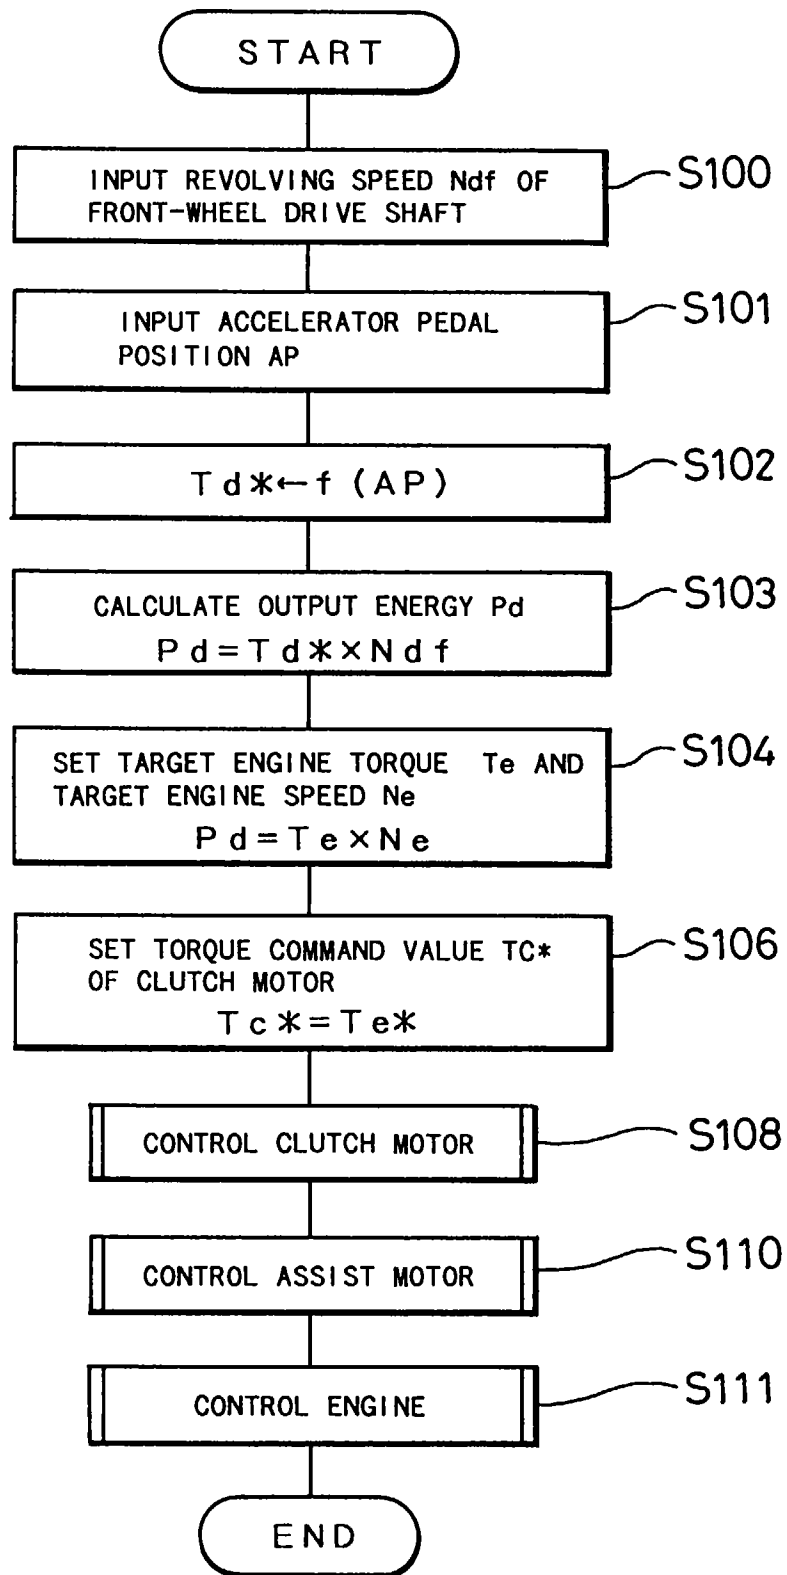 START
INPUT REVOLVING SPEED Ndf OF
FRONT-WHEEL DRIVE SHAFT
S100
INPUT ACCELERATOR PEDAL
POSITION AP
S101
Td*←f(AP)
S102
CALCULATE OUTPUT ENERGY Pd
Pd=Td*×Ndf
S103
SET TARGET ENGINE TORQUE Te AND
TARGET ENGINE SPEED Ne
Pd=Te×Ne
S104
SET TORQUE COMMAND VALUE TC*
OF CLUTCH MOTOR
Tc*=Te*
S106
CONTROL CLUTCH MOTOR
S108
CONTROL ASSIST MOTOR
S110
CONTROL ENGINE
S111
END